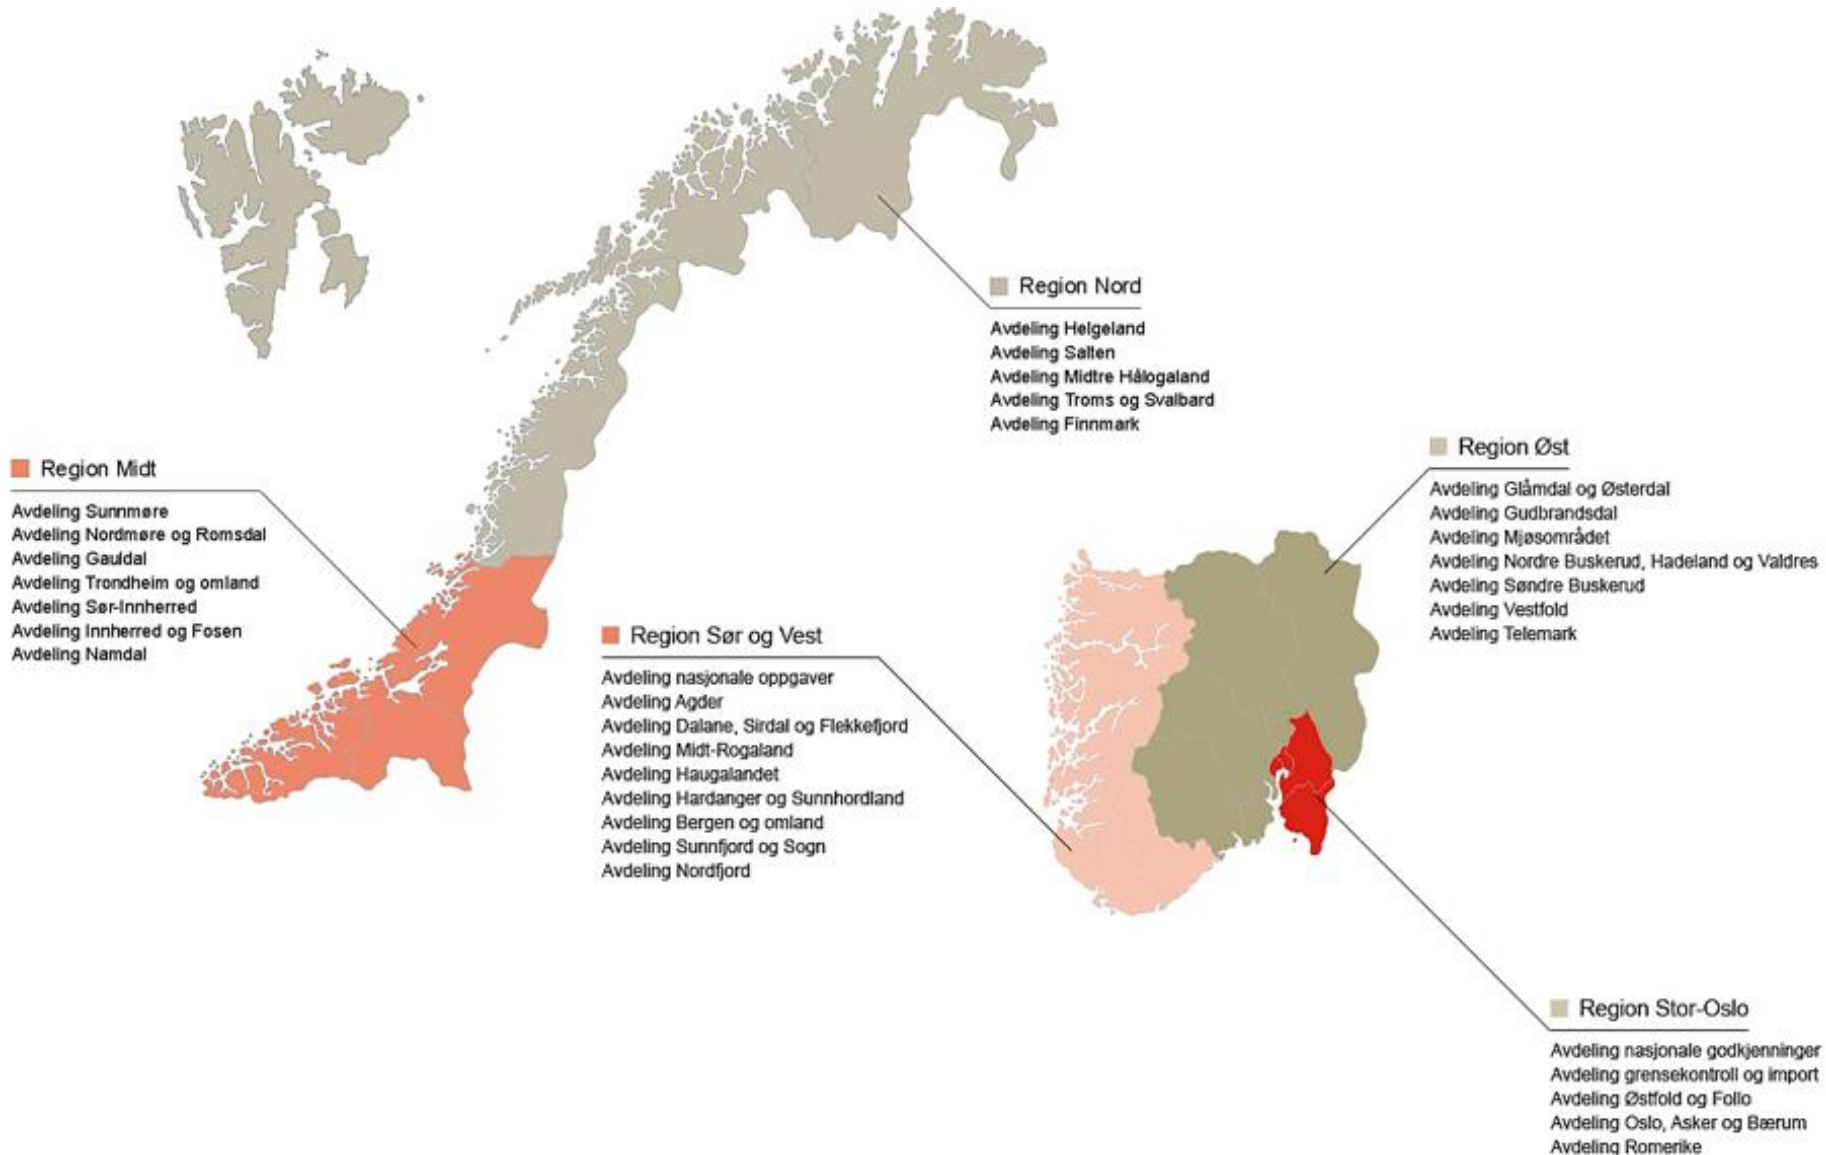 Region Nord
Avdeling Helgeland
Avdeling Salten
Avdeling Midtre Hålogaland
Avdeling Troms og Svalbard
Avdeling Finnmark
Region Midt
Avdeling Sunnmøre
Avdeling Nordmøre og Romsdal
Avdeling Gauldal
Avdeling Trondheim og omland
Avdeling Sør-Innherred
Avdeling Innherred og Fosen
Avdeling Namdal
Region Sør og Vest
Avdeling nasjonale oppgaver
Avdeling Agder
Avdeling Dalane, Sirdal og Flekkefjord
Avdeling Midt-Rogaland
Avdeling Haugalandet
Avdeling Hardanger og Sunnhordland
Avdeling Bergen og omland
Avdeling Sunnfjord og Sogn
Avdeling Nordfjord
Region Øst
Avdeling Glåmdal og Østerdal
Avdeling Gudbrandsdal
Avdeling Mjøsområdet
Avdeling Nordre Buskerud, Hadeland og Valdres
Avdeling Søndre Buskerud
Avdeling Vestfold
Avdeling Telemark
Region Stor-Oslo
Avdeling nasjonale godkjenninger
Avdeling grensekontroll og import
Avdeling Østfold og Follo
Avdeling Oslo, Asker og Bærum
Avdeling Romerike